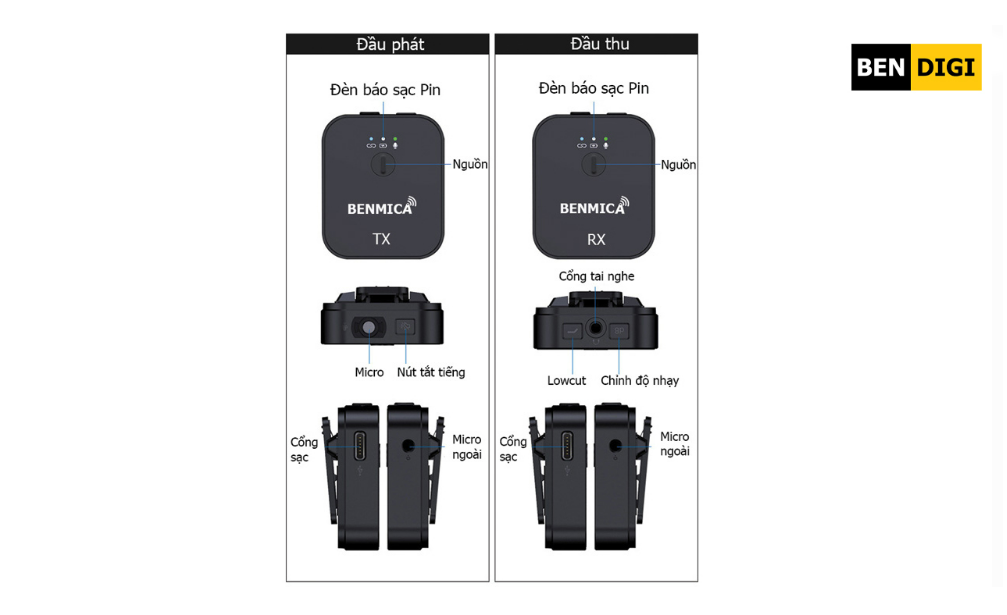 Đầu phát
Đèn báo sạc Pin
Nguồn
BENMICA
TX
Micro
Nút tắt tiếng
Cổng
sạc
Micro
ngoài
Đầu thu
Đèn báo sạc Pin
Nguồn
BENMICA
RX
Cổng tai nghe
Lowcut
Chỉnh độ nhạy
Cổng
sạc
Micro
ngoài
BEN DIGI